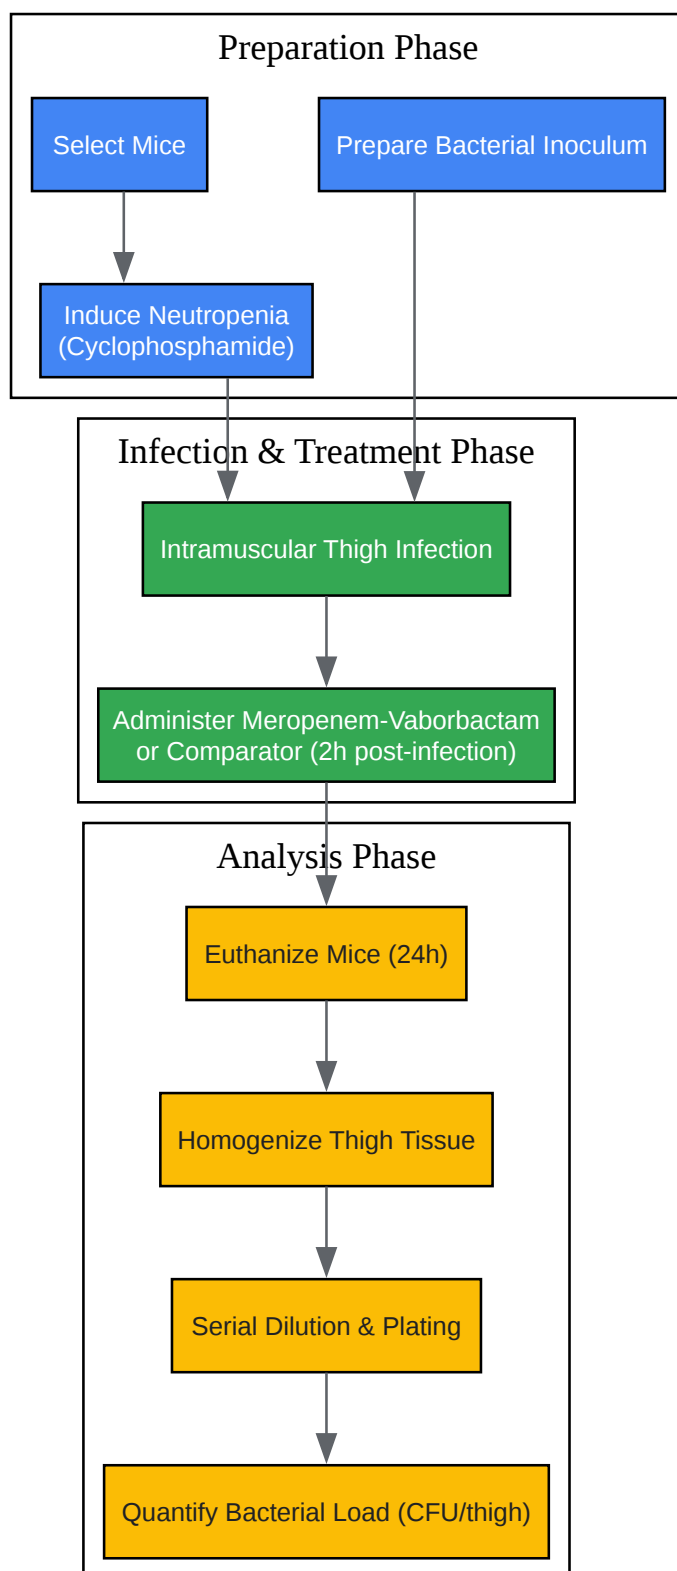 Preparation Phase
Select Mice
Prepare Bacterial Inoculum
Induce Neutropenia
(Cyclophosphamide)
Infection & Treatment Phase
Intramuscular Thigh Infection
Administer Meropenem-Vaborbactam
or Comparator (2h post-infection)
Analysis Phase
Euthanize Mice (24h)
Homogenize Thigh Tissue
Serial Dilution & Plating
Quantify Bacterial Load (CFU/thigh)